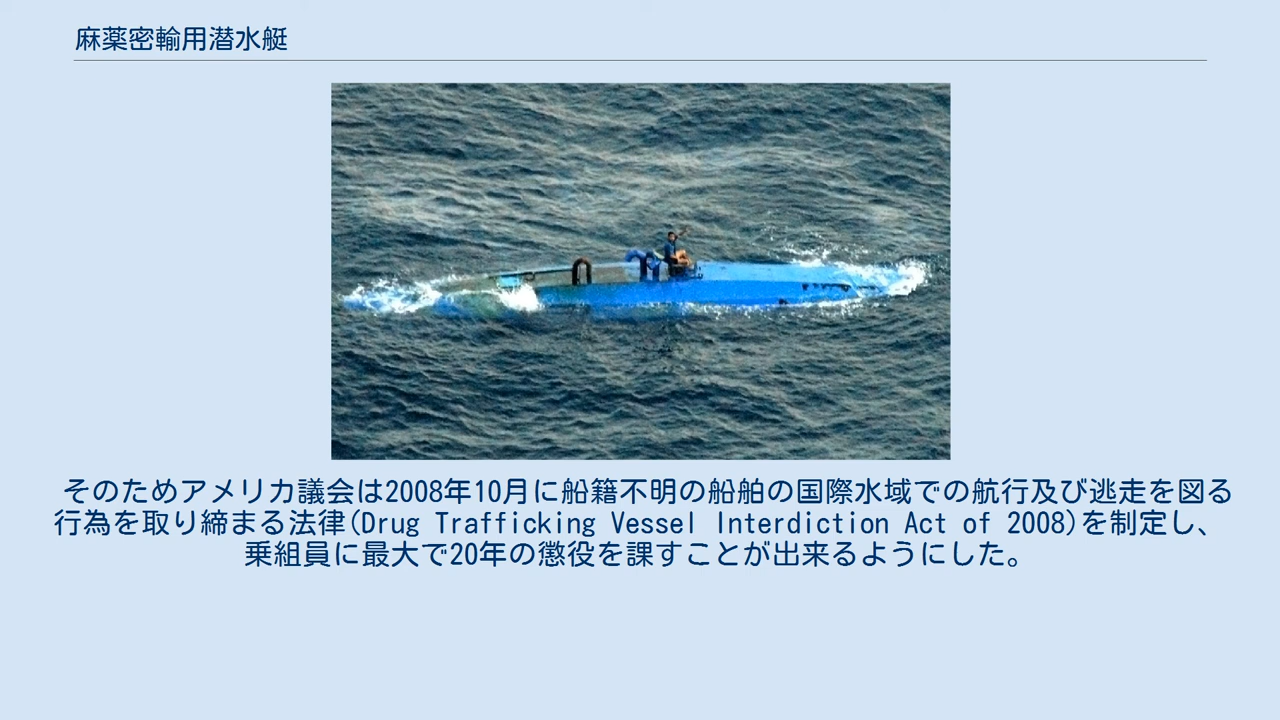 麻薬密輸用潜水艇
そのためアメリカ議会は2008年10月に船籍不明の船舶の国際水域での航行及び逃走を図る
行為を取り締まる法律(Drug Trafficking Vessel Interdiction Act of 2008)を制定し、
乗組員に最大で20年の懲役を課すことが出来るようにした。